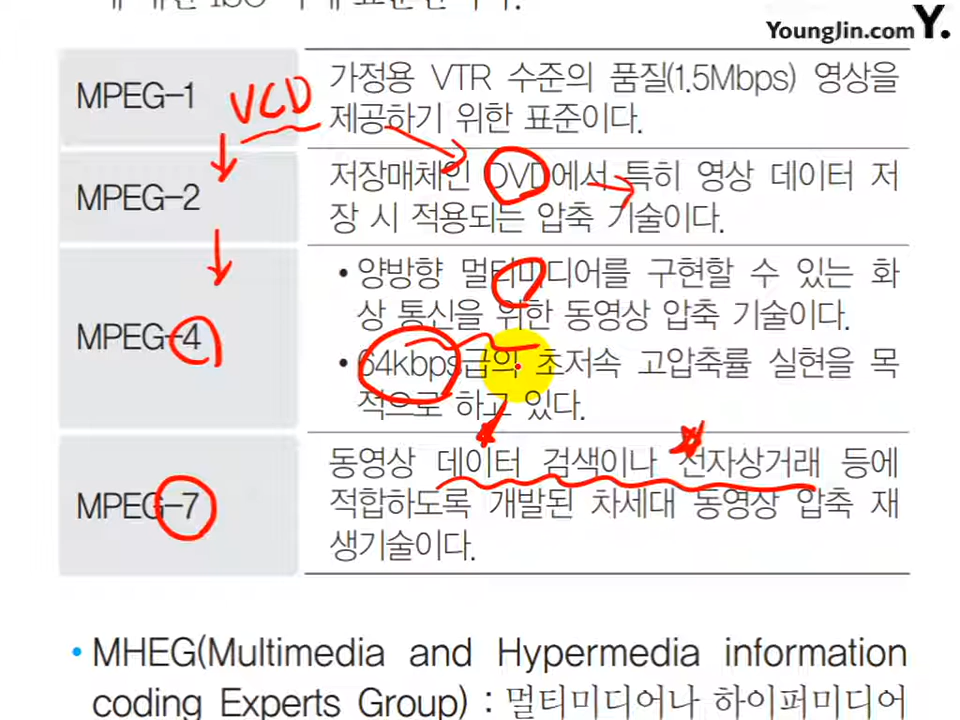 YoungJin.com Y.
MPEG-1
VCD
가정용 VTR 수준의 품질(1.5Mbps) 영상을
제공하기 위한 표준이다.
MPEG-2
저장매체인 DVD에서 특히 영상 데이터 저
장 시 적용되는 압축 기술이다.
MPEG-4
• 양방향 멀티미디어를 구현할 수 있는 화
상 통신을 위한 동영상 압축 기술이다.
• 64kbps급의 초저속 고압축률 실현을 목
적으로 하고 있다.
MPEG-7
동영상 데이터 검색이나 전자상거래 등에
적합하도록 개발된 차세대 동영상 압축 재
생기술이다.
• MHEG(Multimedia and Hypermedia information
coding Experts Group) : 멀티미디어나 하이퍼미디어